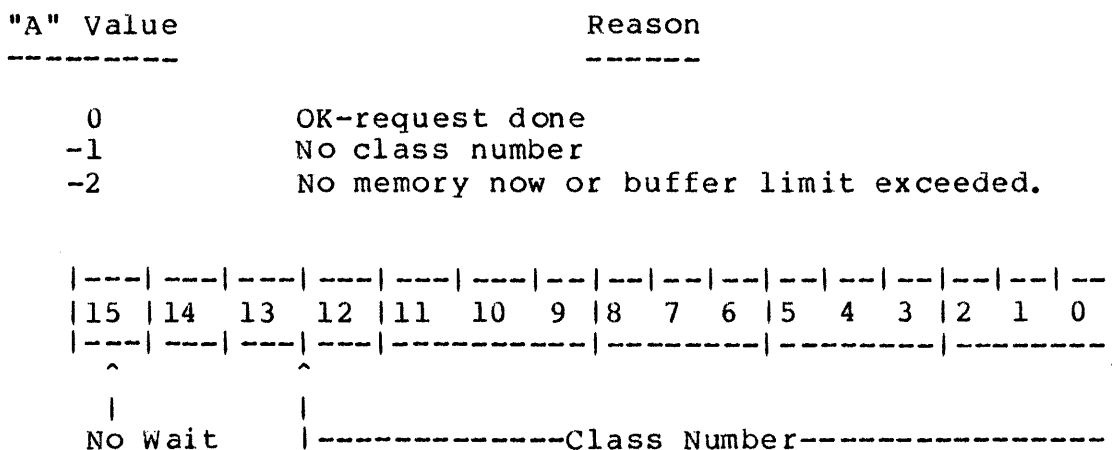 "A" Value                         Reason
---------                         ------
0             OK-request done
-1            No class number
-2            No memory now or buffer limit exceeded.
|---|---|---|---|---|---|--|--|--|--|--|--|--|--|--|--
|15 |14  13  12 |11  10  9 |8  7  6 |5  4  3 |2  1  0
|---|---|---|---|----------|--------|--------|--------
^            ^
|            |
No Wait    |-------------Class Number----------------